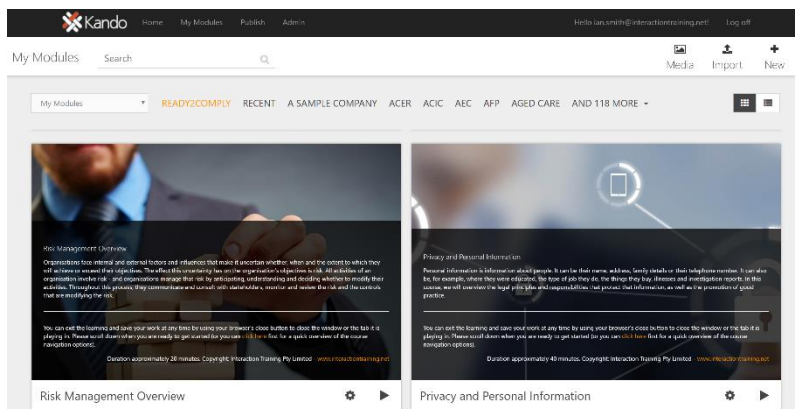 Kando Home My Modules Publish Admin Hello ian.smith@interactiontraining.net! Log off
My Modules Search Media Import New
My Modules READY2COMPLY RECENT A SAMPLE COMPANY ACER ACIC AEC AFP AGED CARE AND 118 MORE
Risk Management Overview
Organisations face internal and external factors and influences that make it uncertain whether, when and the extent to which they
will achieve or exceed their objectives. The effect this uncertainty has on the organisation's objectives is risk. All activities of an
organisation involve risk - and organisations manage that risk by anticipating, understanding and deciding whether to modify their
activities. Throughout this process, they communicate and consult with stakeholders, monitor and review the risk and the controls
that are modifying the risk.
You can exit the learning and save your work at any time by using your browser's close button to close the window or the tab it is
playing in. Please scroll down when you are ready to get started (or you can click here first for a quick overview of the course
navigation options).
Duration approximately 20 minutes. Copyright: Interaction Training Pty Limited - www.interactiontraining.net
Risk Management Overview
Privacy and Personal Information
Personal information is information about people. It can be their name, address, family details or their telephone number. It can also
be, for example, where they were educated, the type of job they do, the things they buy, illnesses and investigation reports. In this
course, we will overview the legal principles and responsibilities that protect that information, as well as the promotion of good
practice.
You can exit the learning and save your work at any time by using your browser's close button to close the window or the tab it is
playing in. Please scroll down when you are ready to get started (or you can click here first for a quick overview of the course
navigation options).
Duration approximately 40 minutes. Copyright: Interaction Training Pty Limited - www.interactiontraining.net
Privacy and Personal Information